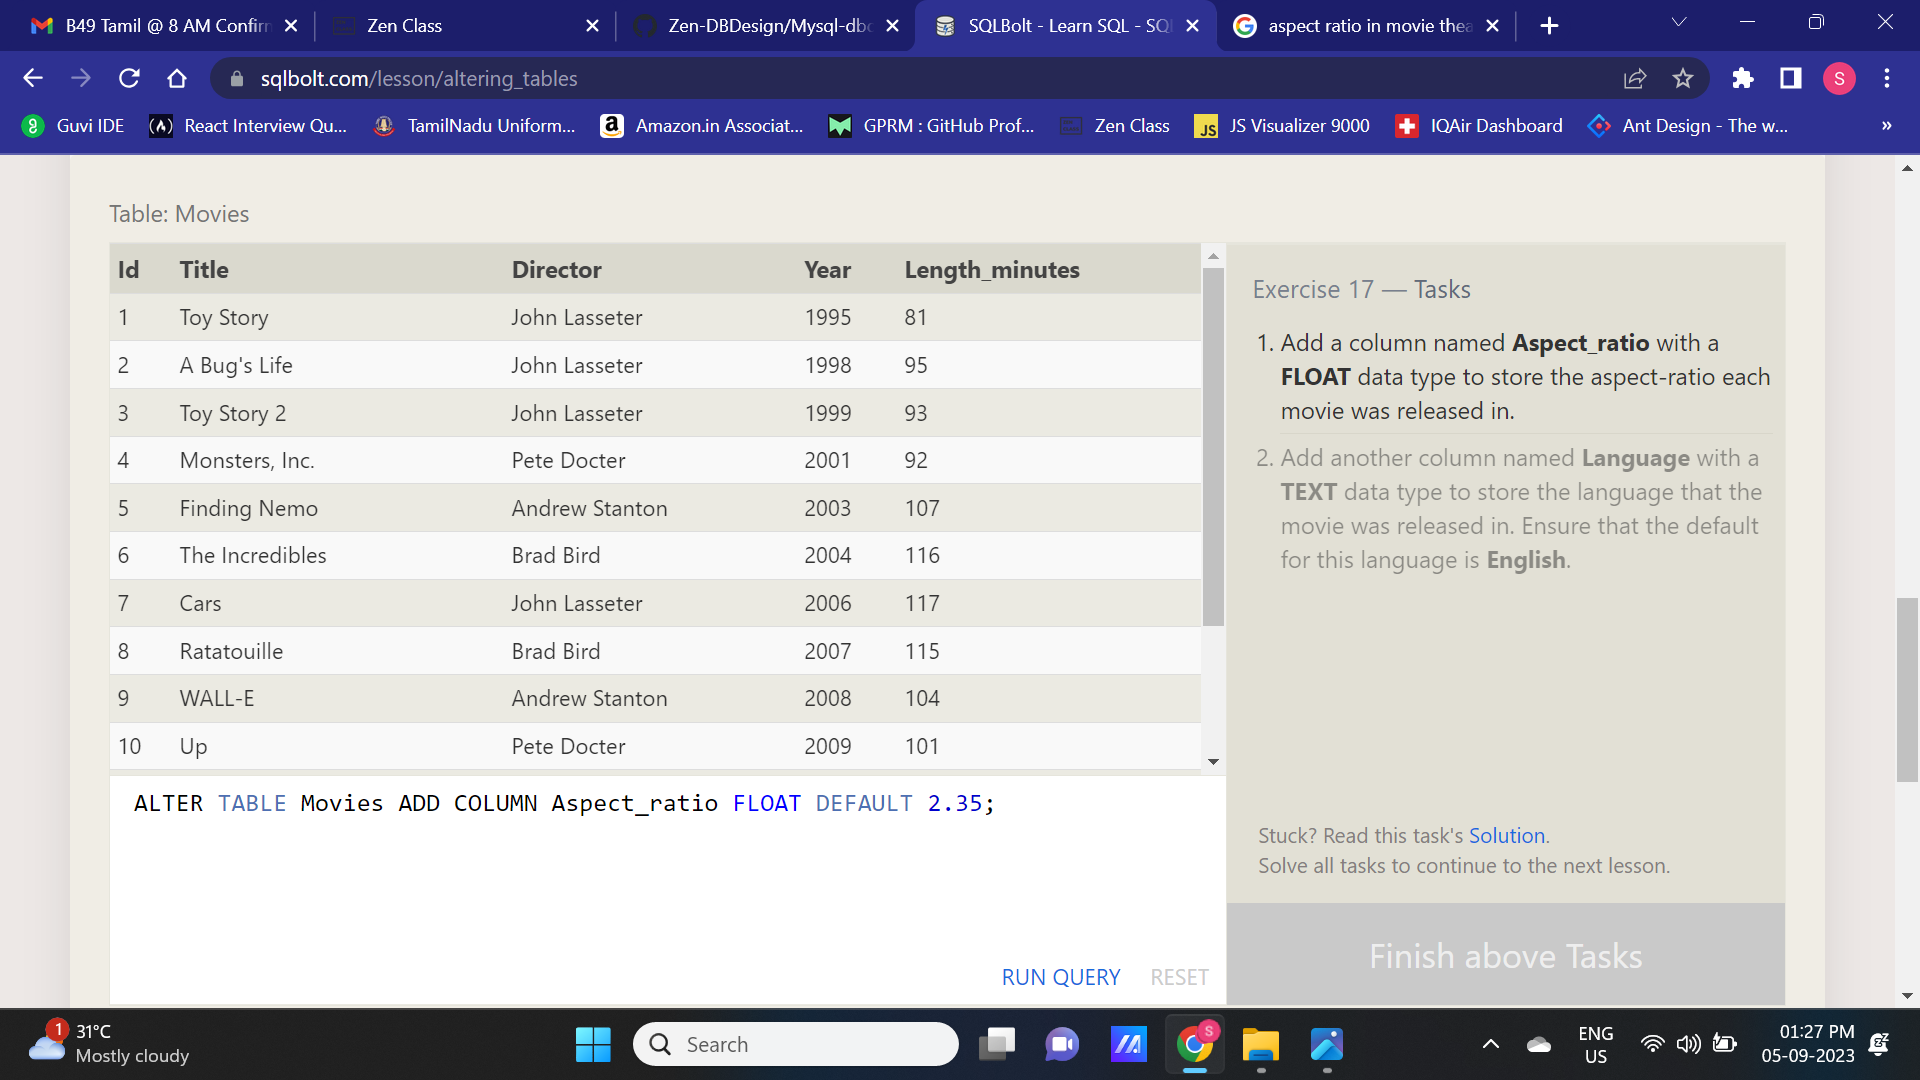 B49 Tamil @ 8 AM Confirm
Zen Class
Zen-DBDesign/Mysql-dbc
SQLBolt - Learn SQL - SQ
aspect ratio in movie thea
sqlbolt.com/lesson/altering_tables
S
Guvi IDE
React Interview Qu...
TamilNadu Uniform...
Amazon.in Associat...
GPRM : GitHub Prof...
Zen Class
JS Visualizer 9000
IQAir Dashboard
Ant Design - The w...
»
Table: Movies
Id Title Director Year Length_minutes
1 Toy Story John Lasseter 1995 81
2 A Bug's Life John Lasseter 1998 95
3 Toy Story 2 John Lasseter 1999 93
4 Monsters, Inc. Pete Docter 2001 92
5 Finding Nemo Andrew Stanton 2003 107
6 The Incredibles Brad Bird 2004 116
7 Cars John Lasseter 2006 117
8 Ratatouille Brad Bird 2007 115
9 WALL-E Andrew Stanton 2008 104
10 Up Pete Docter 2009 101
ALTER TABLE Movies ADD COLUMN Aspect_ratio FLOAT DEFAULT 2.35;
RUN QUERY RESET
Exercise 17 — Tasks
1. Add a column named Aspect_ratio with a
FLOAT data type to store the aspect-ratio each
movie was released in.
2. Add another column named Language with a
TEXT data type to store the language that the
movie was released in. Ensure that the default
for this language is English.
Stuck? Read this task's Solution.
Solve all tasks to continue to the next lesson.
Finish above Tasks
1
31°C
Mostly cloudy
Search
S
ENG
US
01:27 PM
05-09-2023